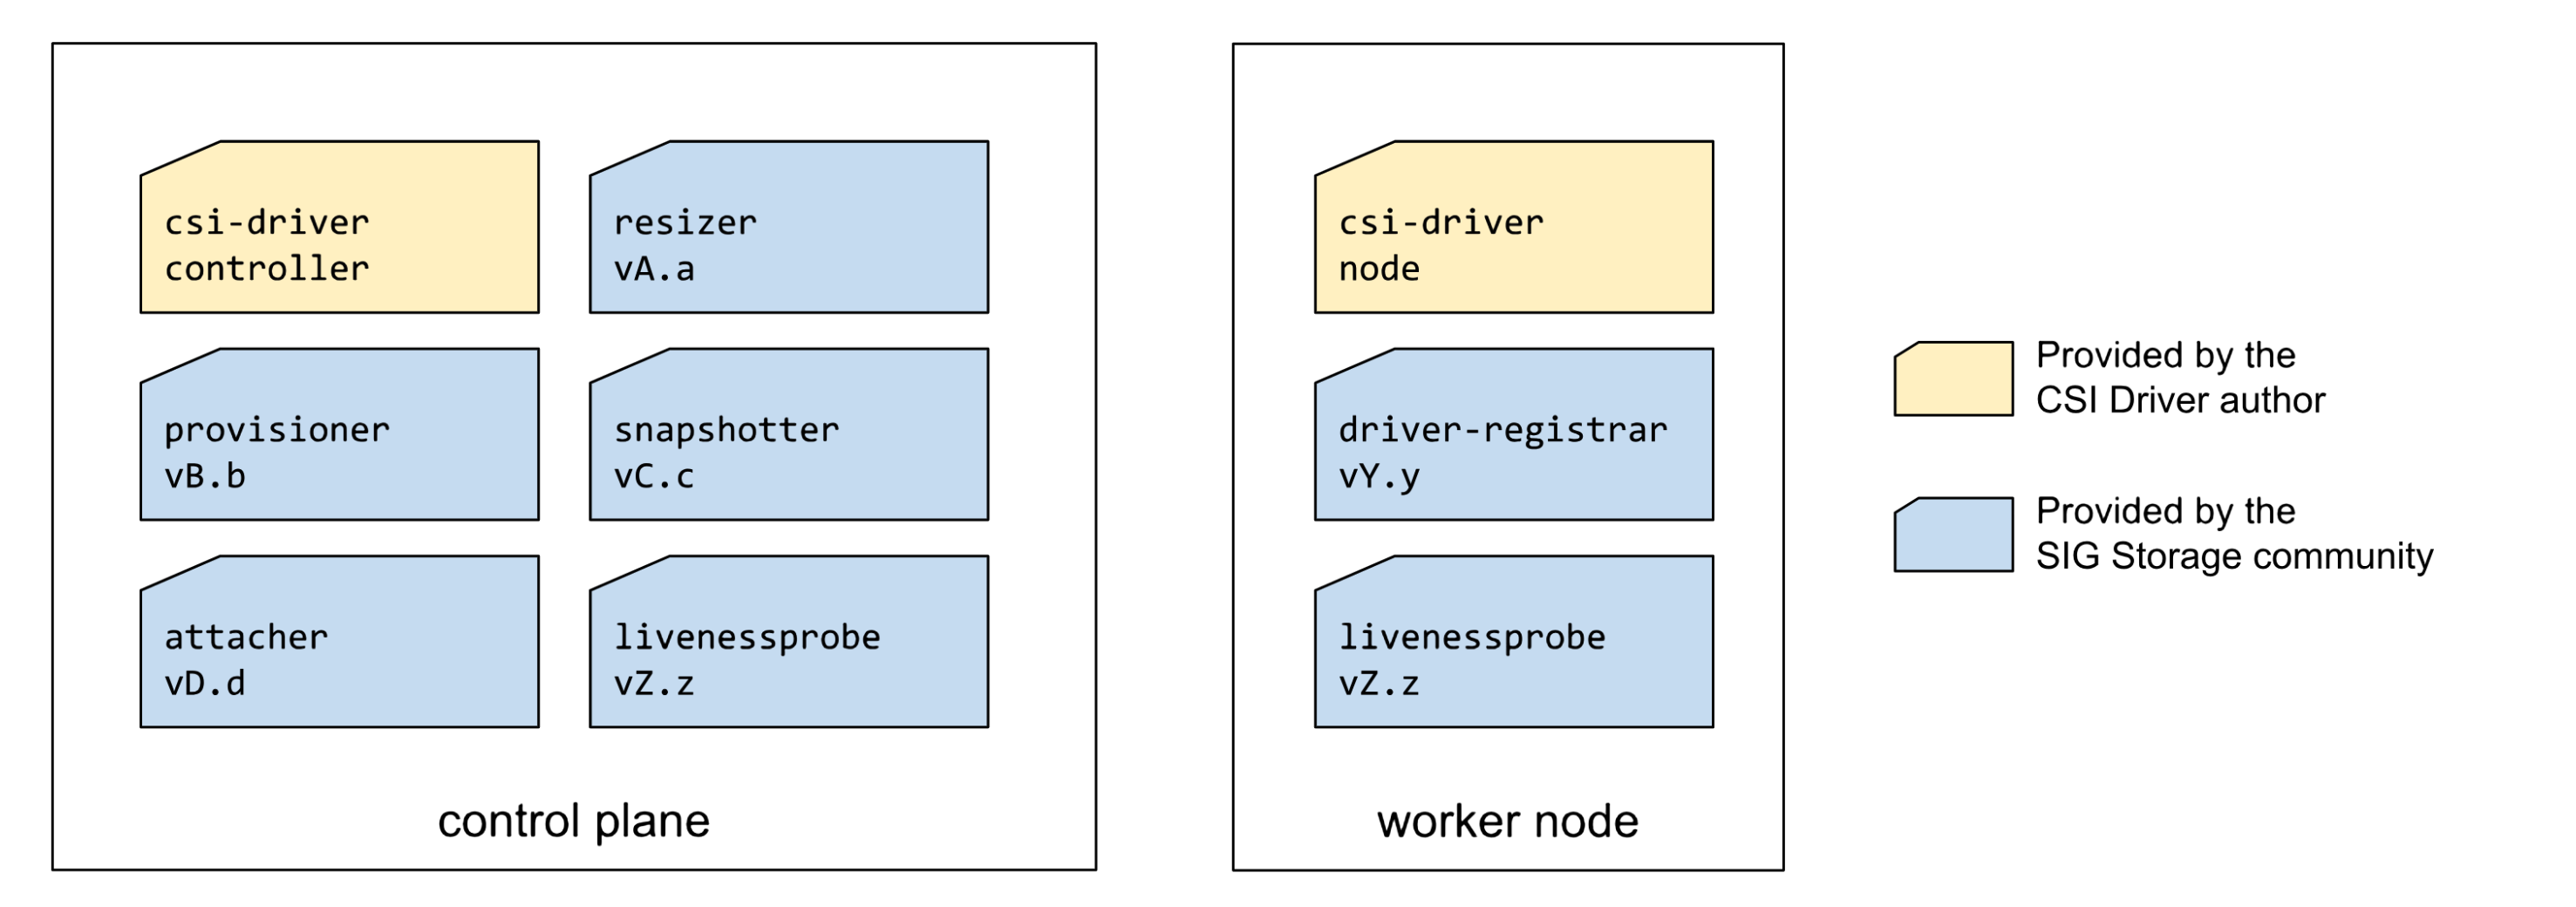 csi-driver
controller
resizer
vA.a
provisioner
vB.b
snapshotter
vC.c
attacher
vD.d
livenessprobe
vZ.z
control plane
csi-driver
node
driver-registrar
vY.y
livenessprobe
vZ.z
worker node
Provided by the
CSI Driver author
Provided by the
SIG Storage community